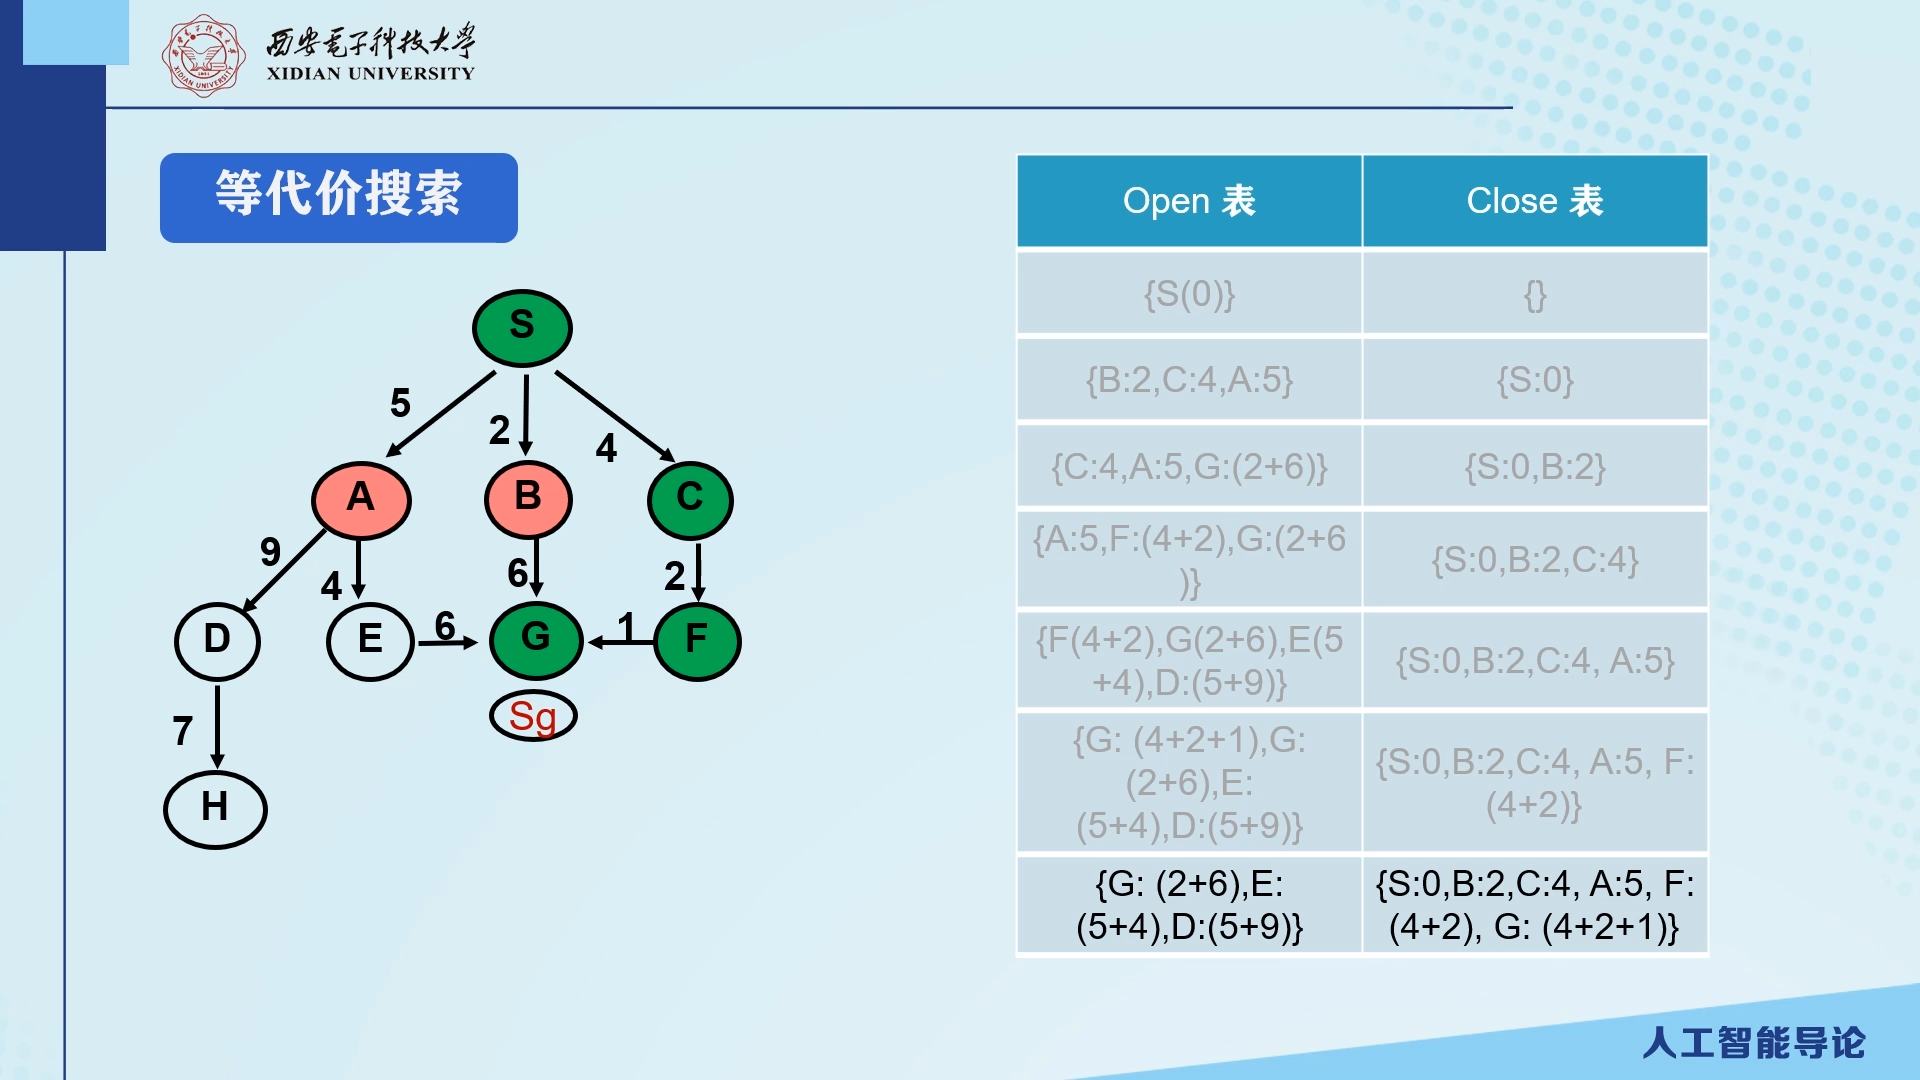 西安电子科技大学
XIDIAN UNIVERSITY
等代价搜索
S
5
2
4
A
B
C
9
4
6
2
D
E
6
G
1
F
Sg
7
H
Open 表
Close 表
{S(0)}
{}
{B:2,C:4,A:5}
{S:0}
{C:4,A:5,G:(2+6)}
{S:0,B:2}
{A:5,F:(4+2),G:(2+6
)}
{S:0,B:2,C:4}
{F(4+2),G(2+6),E(5
+4),D:(5+9)}
{S:0,B:2,C:4, A:5}
{G: (4+2+1),G:
(2+6),E:
(5+4),D:(5+9)}
{S:0,B:2,C:4, A:5, F:
(4+2)}
{G: (2+6),E:
(5+4),D:(5+9)}
{S:0,B:2,C:4, A:5, F:
(4+2), G: (4+2+1)}
人工智能导论